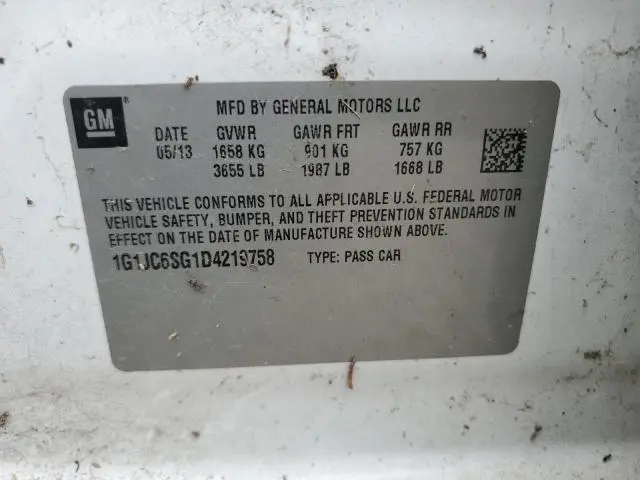 GM
MFD BY GENERAL MOTORS LLC
DATE GVWR GAWR FRT GAWR RR
05/13 1658 KG 901 KG 757 KG
3655 LB 1987 LB 1668 LB
THIS VEHICLE CONFORMS TO ALL APPLICABLE U.S. FEDERAL MOTOR
VEHICLE SAFETY, BUMPER, AND THEFT PREVENTION STANDARDS IN
EFFECT ON THE DATE OF MANUFACTURE SHOWN ABOVE.
1G1JC6SG1D4219758 TYPE: PASS CAR